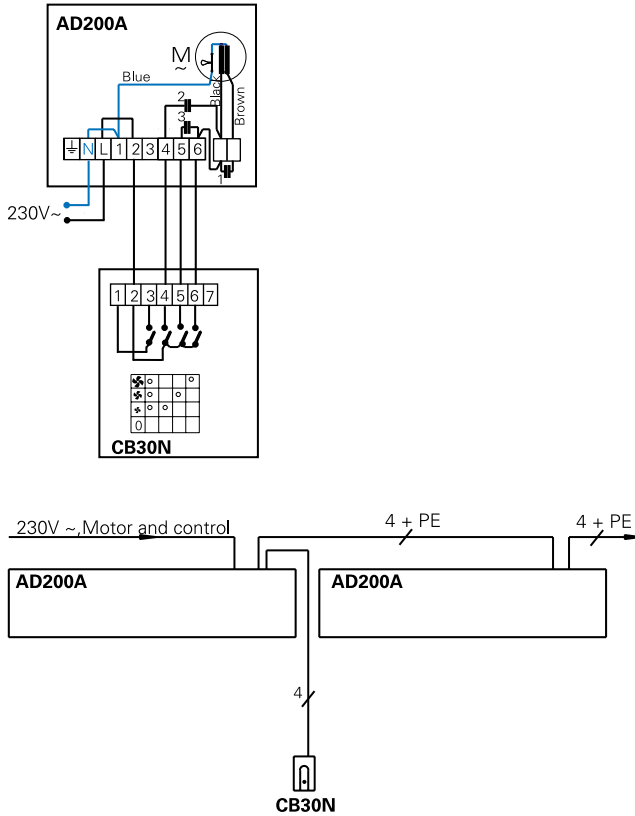 AD200A
M
~
Blue
Black
Brown
2
3
N L 1 2 3 4 5 6
1
230V~
1 2 3 4 5 6 7
0
CB30N
230V ~,Motor and control
4 + PE
4 + PE
AD200A
AD200A
4
CB30N